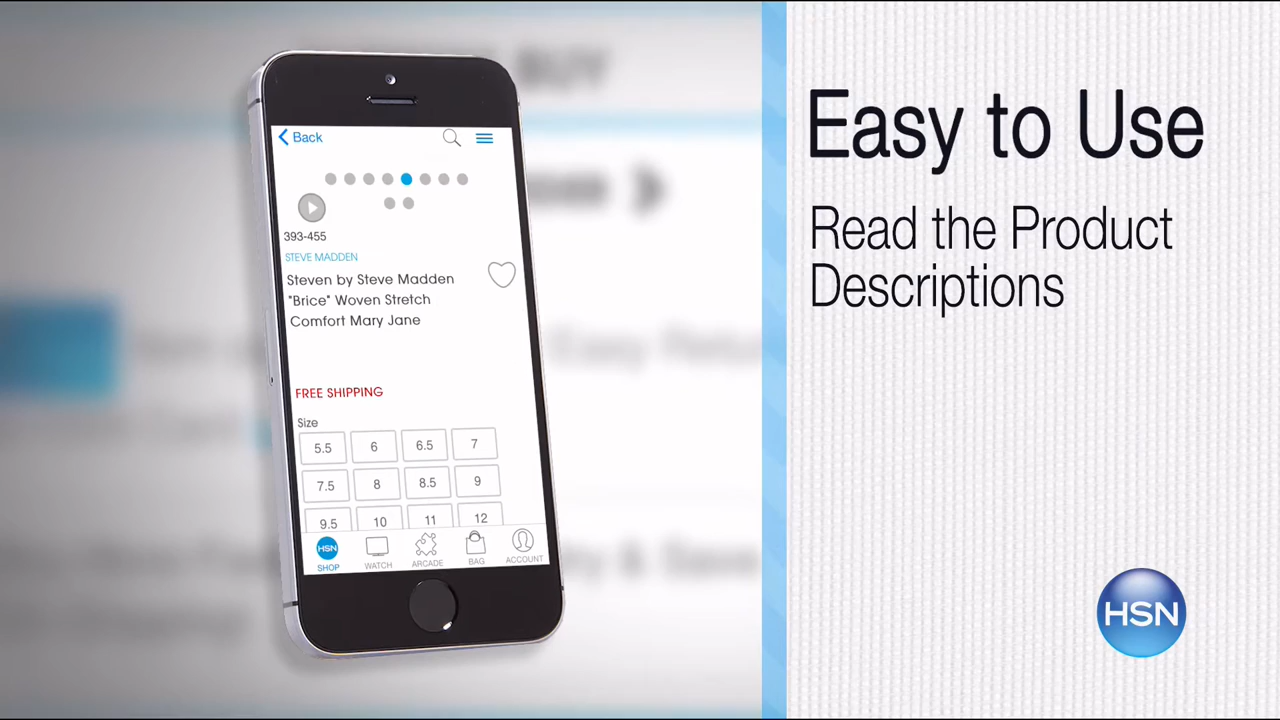 Back
393-455
STEVE MADDEN
Steven by Steve Madden
"Brice" Woven Stretch
Comfort Mary Jane
FREE SHIPPING
Size
5.5 6 6.5 7
7.5 8 8.5 9
9.5 10 11 12
HSN
SHOP WATCH ARCADE BAG ACCOUNT
BUY
Easy to Use
Read the Product
Descriptions
HSN